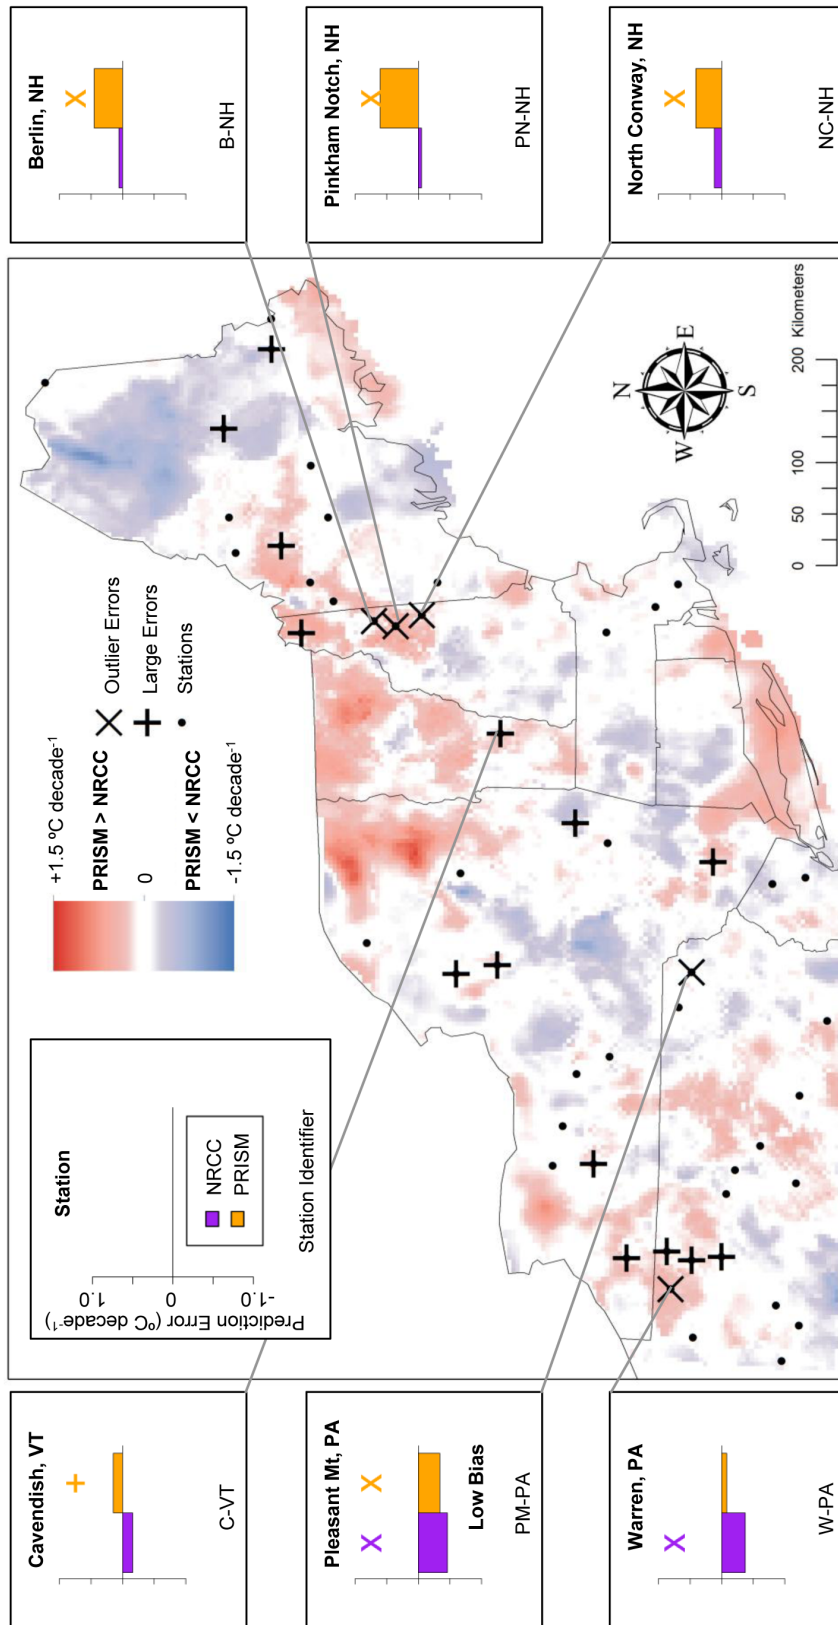 Cavendish, VT
C-VT
Pleasant Mt, PA
X
X
Low Bias
PM-PA
Warren, PA
X
W-PA
Station
Prediction Error (ºC decade-1)
1.0
0
-1.0
NRCC
PRISM
Station Identifier
+1.5 ºC decade-1
PRISM > NRCC
0
PRISM < NRCC
-1.5 ºC decade-1
Outlier Errors
Large Errors
Stations
N
W
E
S
0
50
100
200
Kilometers
Berlin, NH
X
B-NH
Pinkham Notch, NH
X
PN-NH
North Conway, NH
X
NC-NH